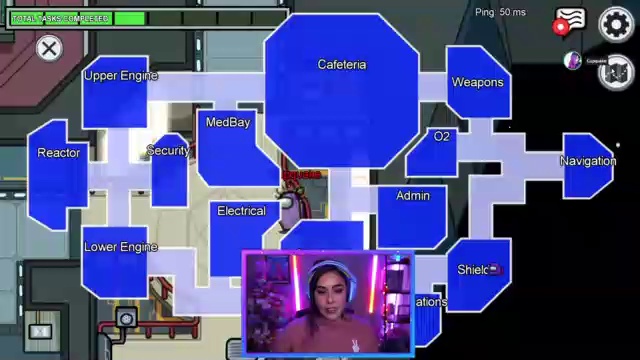 TOTAL TASKS COMPLETED
Ping: 50 ms
Cafeteria
Upper Engine
Weapons
MedBay
O2
Security
Reactor
Navigation
Admin
Electrical
Lower Engine